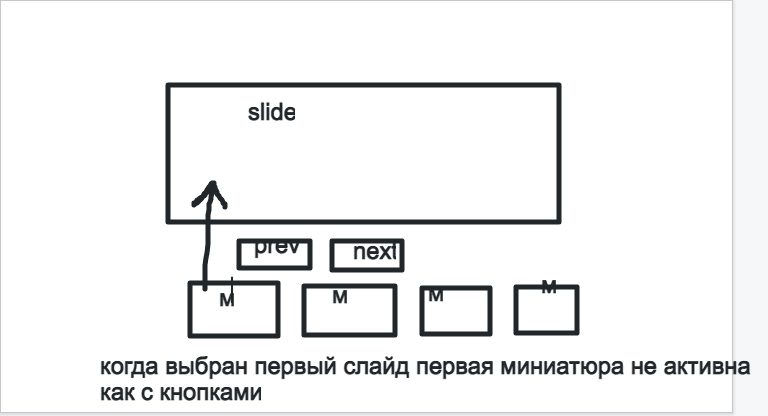 slide
prev
next
м м м м
когда выбран первый слайд первая миниатюра не активна
как с кнопками